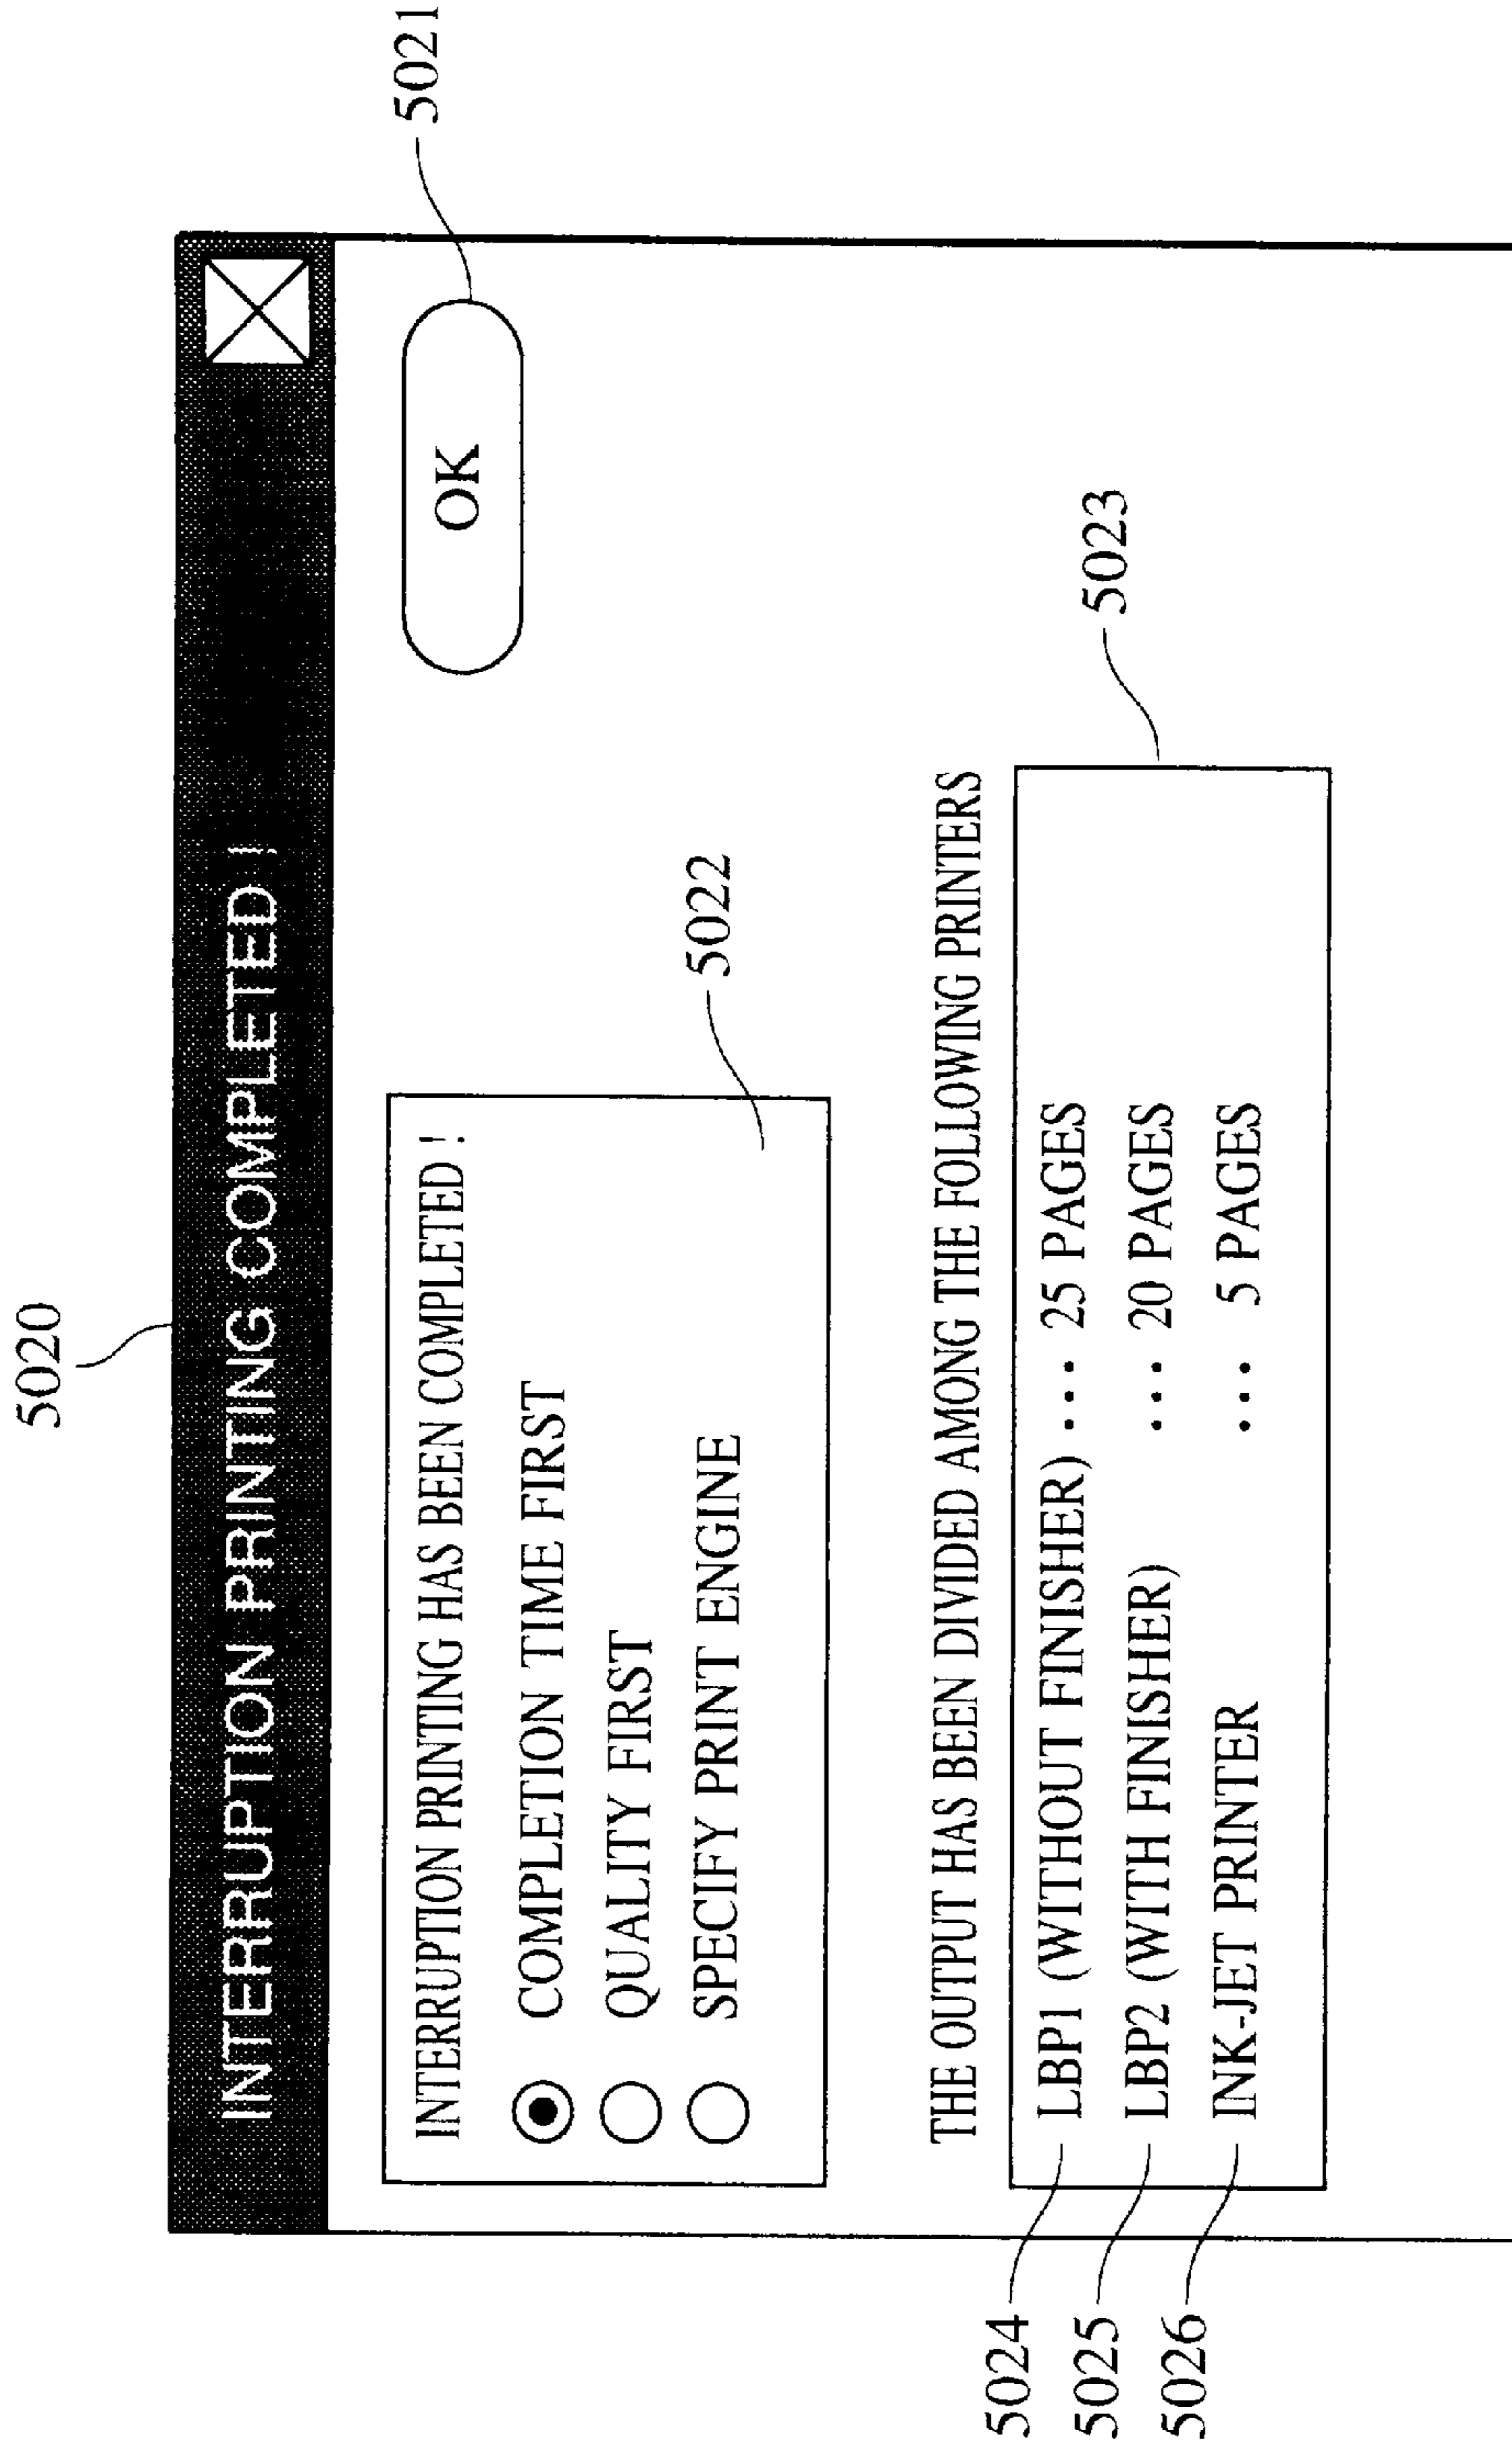 5020
INTERRUPTION PRINTING COMPLETED !
OK
5021
INTERRUPTION PRINTING HAS BEEN COMPLETED !
COMPLETION TIME FIRST
QUALITY FIRST
SPECIFY PRINT ENGINE
5022
THE OUTPUT HAS BEEN DIVIDED AMONG THE FOLLOWING PRINTERS
5023
5024 LBP1 (WITHOUT FINISHER) ••• 25 PAGES
5025 LBP2 (WITH FINISHER) ••• 20 PAGES
5026 INK-JET PRINTER ••• 5 PAGES